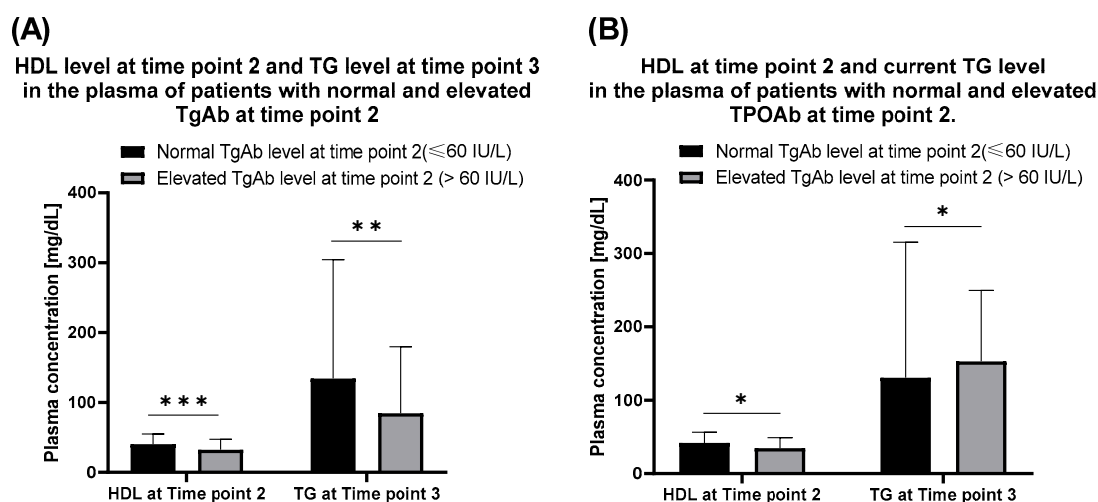 (A)
HDL level at time point 2 and TG level at time point 3
in the plasma of patients with normal and elevated
TgAb at time point 2
Normal TgAb level at time point 2(⩽60 IU/L)
Elevated TgAb level at time point 2 (> 60 IU/L)
Plasma concentration [mg/dL]
400
300
200
100
0
***
**
HDL at Time point 2
TG at Time point 3
(B)
HDL at time point 2 and current TG level
in the plasma of patients with normal and elevated
TPOAb at time point 2.
Normal TgAb level at time point 2(⩽60 IU/L)
Elevated TgAb level at time point 2 (> 60 IU/L)
Plasma concentration [mg/dL]
400
300
200
100
0
*
*
HDL at Time point 2
TG at Time point 3